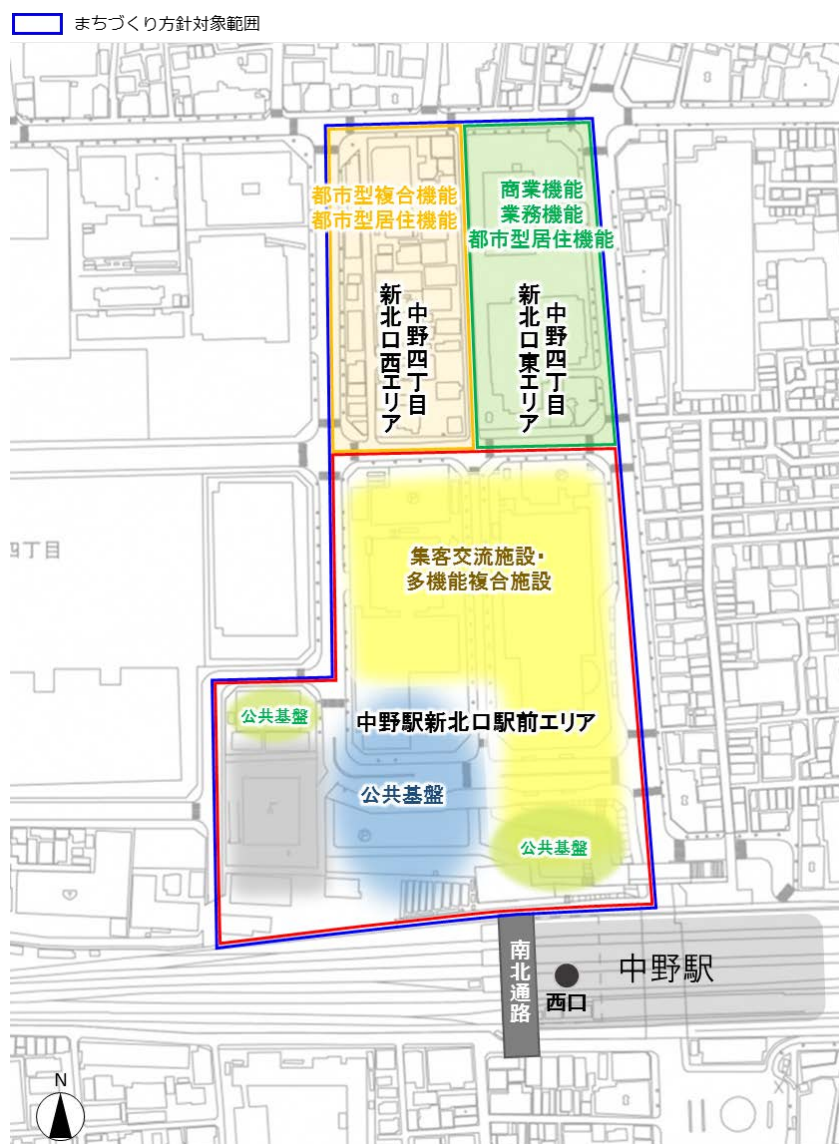 まちづくり方針対象範囲
都市型複合機能
都市型居住機能
商業機能
業務機能
都市型居住機能
中野四丁目
新北口西エリア
中野四丁目
新北口東エリア
四丁目
集客交流施設・
多機能複合施設
公共基盤
中野駅新北口駅前エリア
公共基盤
公共基盤
南北通路
中野駅
西口
N